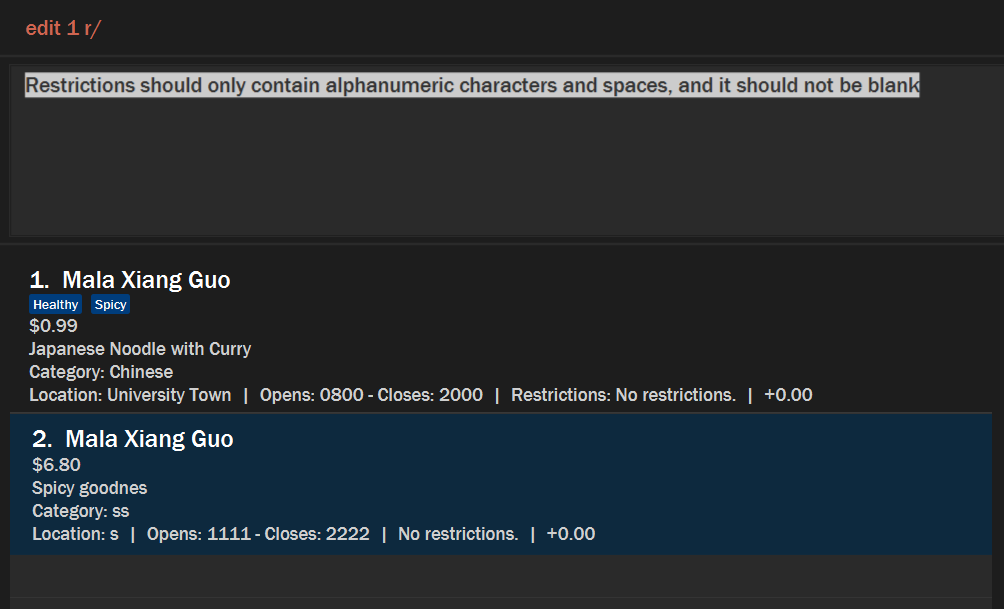 edit 1 r/
Restrictions should only contain alphanumeric characters and spaces, and it should not be blank
1. Mala Xiang Guo
Healthy Spicy
$0.99
Japanese Noodle with Curry
Category: Chinese
Location: University Town | Opens: 0800 - Closes: 2000 | Restrictions: No restrictions. | +0.00
2. Mala Xiang Guo
$6.80
Spicy goodnes
Category: ss
Location: s | Opens: 1111 - Closes: 2222 | No restrictions. | +0.00